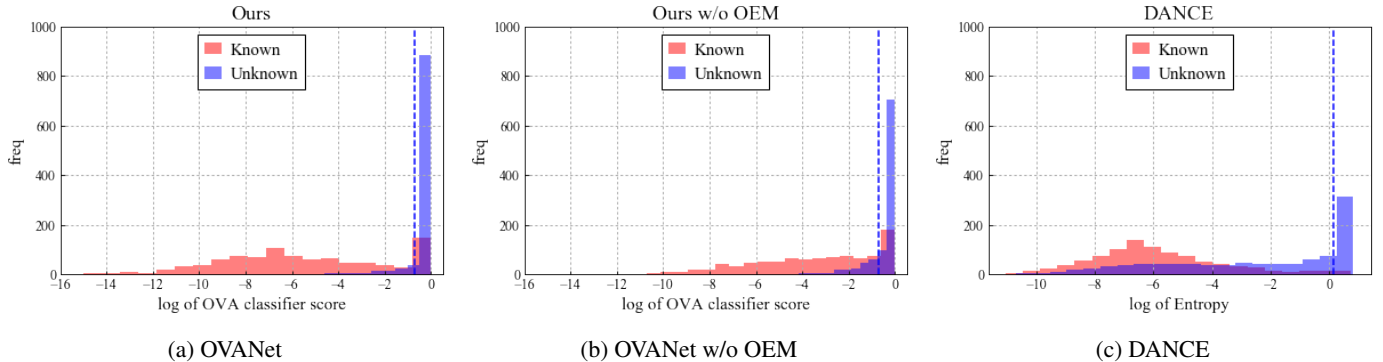 Ours
1000
800
600
400
200
0
freq
Known
Unknown
−16 −14 −12 −10 −8 −6 −4 −2 0
log of OVA classifier score
(a) OVANet
Ours w/o OEM
1000
800
600
400
200
0
freq
Known
Unknown
−16 −14 −12 −10 −8 −6 −4 −2 0
log of OVA classifier score
(b) OVANet w/o OEM
DANCE
1000
800
600
400
200
0
freq
Known
Unknown
−10 −8 −6 −4 −2 0
log of Entropy
(c) DANCE